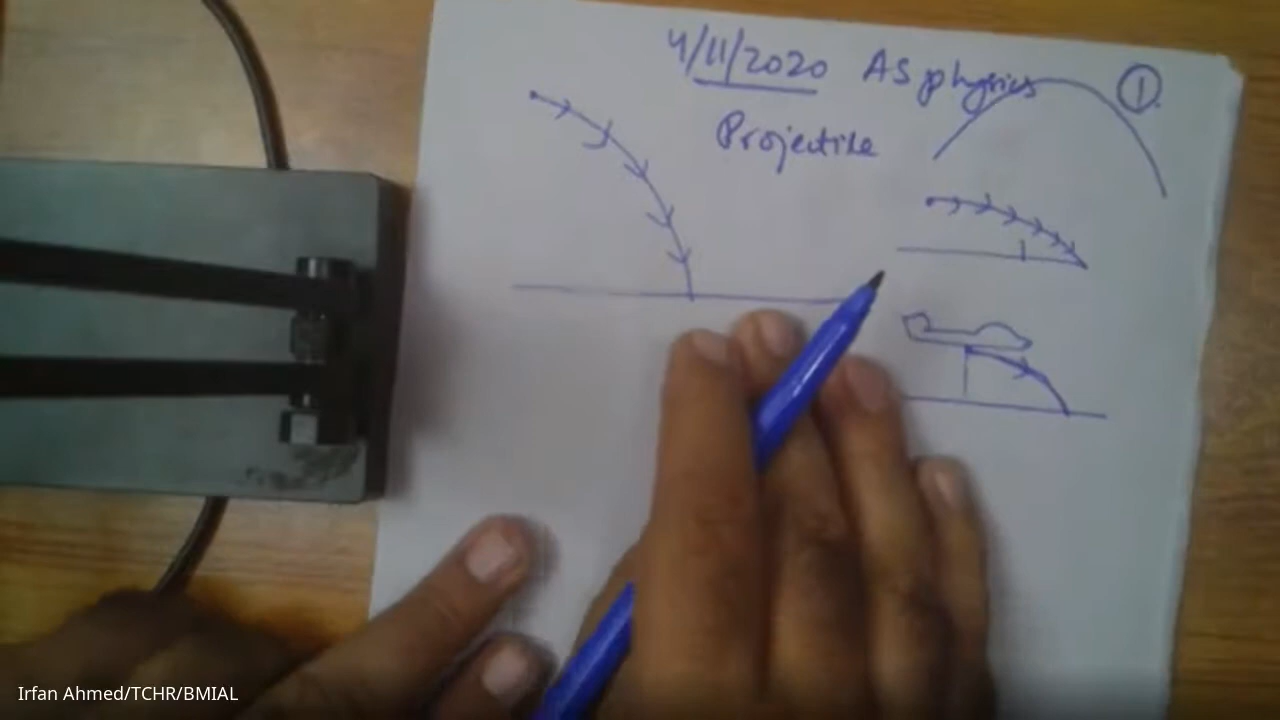 4/11/2020 AS physics ①
Projectile
Irfan Ahmed/TCHR/BMIAL